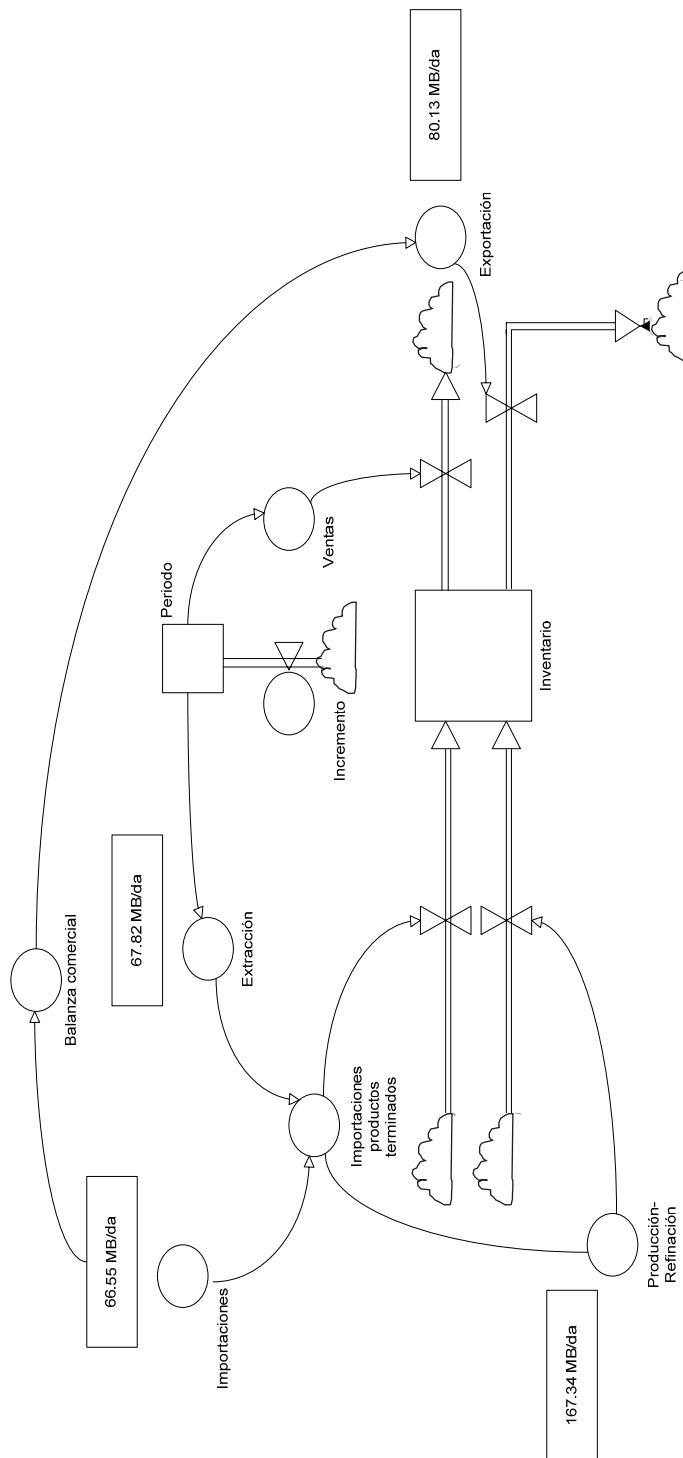 66.55 MB/da
Importaciones
Balanza comercial
67.82 MB/da
Extracción
Periodo
Incremento
Ventas
Importaciones
productos
terminados
80.13 MB/da
Exportación
Inventario
Producción-
Refinación
167.34 MB/da